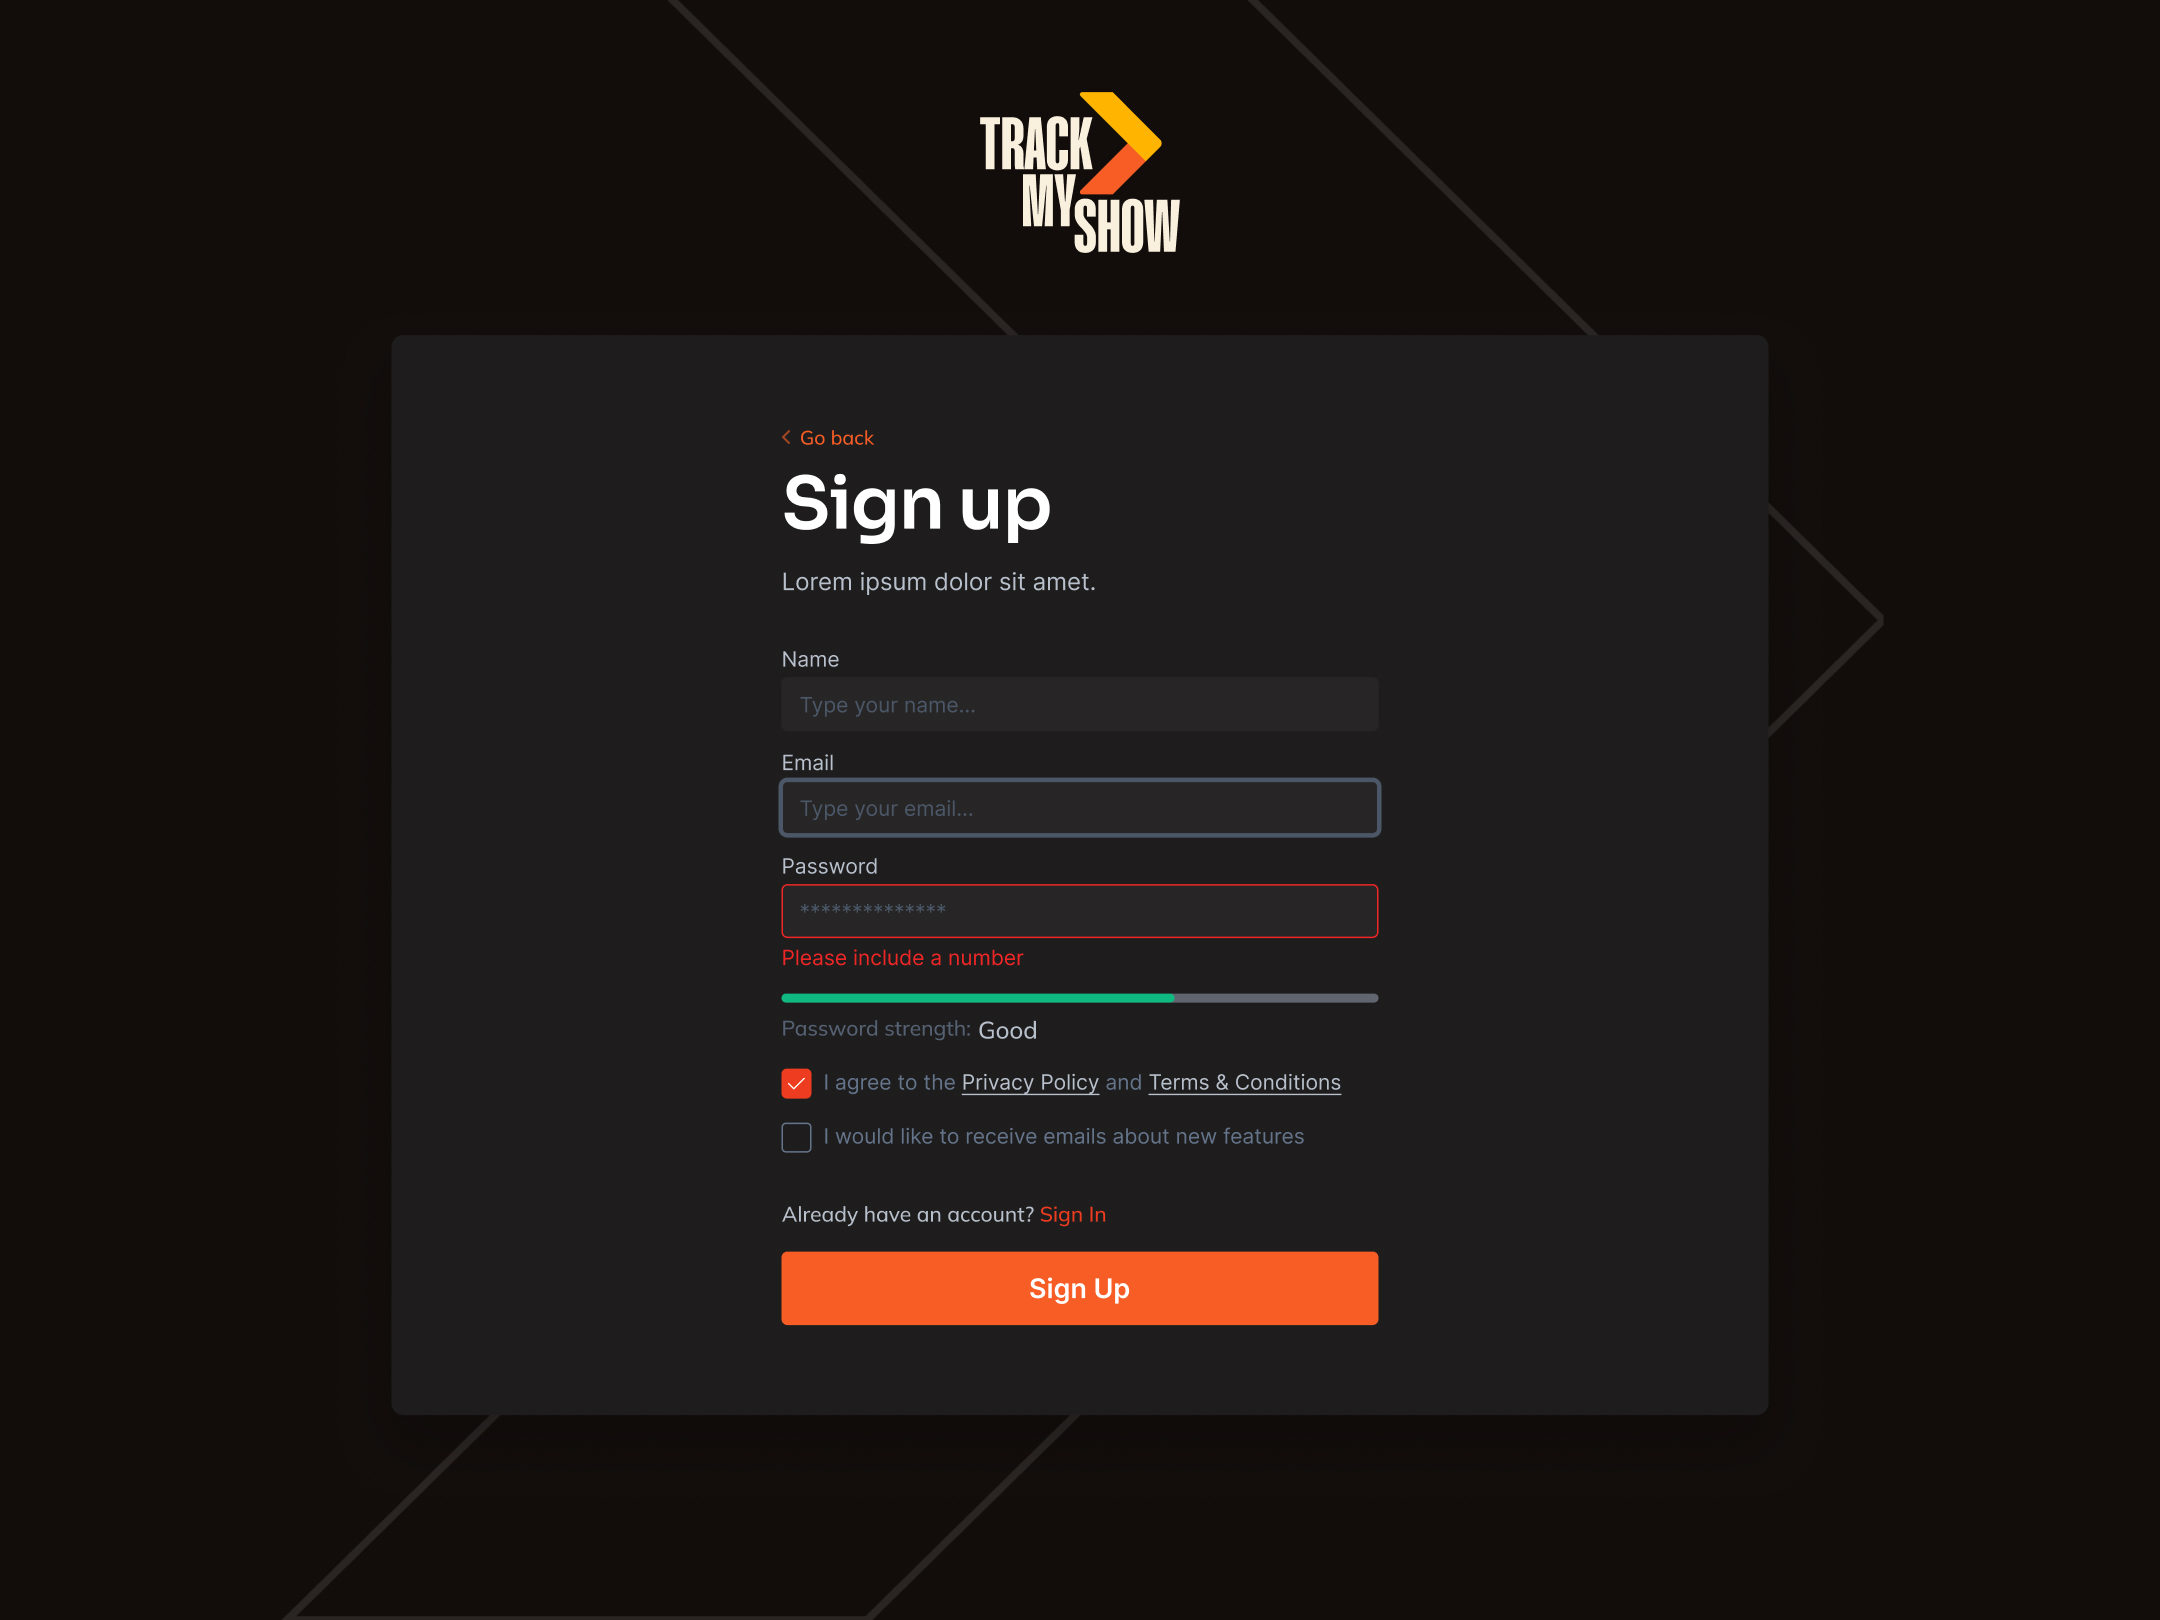 TRACK
MY
SHOW
Go back
Sign up
Lorem ipsum dolor sit amet.
Name
Type your name...
Email
Type your email...
Password
**************
Please include a number
Password strength: Good
I agree to the Privacy Policy and Terms & Conditions
I would like to receive emails about new features
Already have an account? Sign In
Sign Up